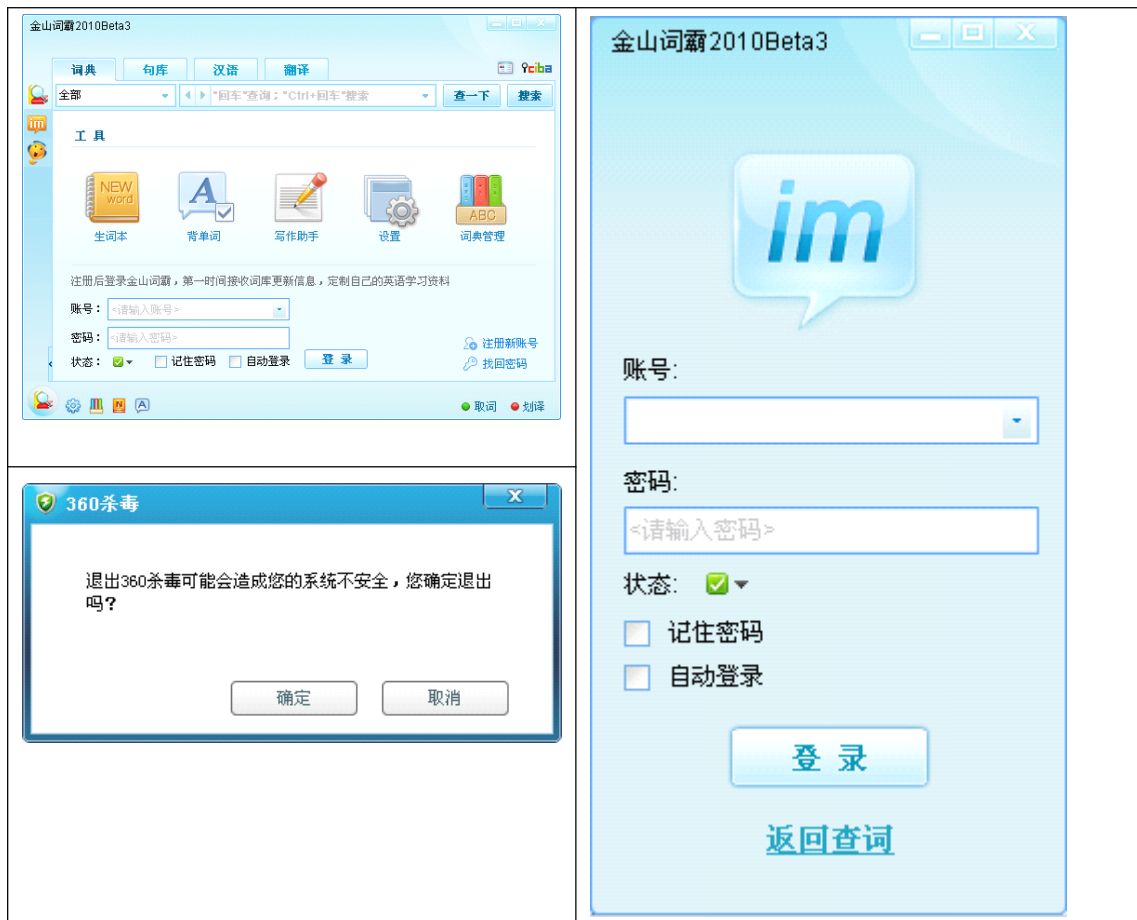 金山词霸2010Beta3
词典 句库 汉语 翻译 iciba
全部 "回车"查询；"Ctrl+回车"搜索 查一下 搜索
im
工具
NEW word
A
ABC
生词本 背单词 写作助手 设置 词典管理
注册后登录金山词霸，第一时间接收词库更新信息，定制自己的英语学习资料
账号： <请输入账号>
密码： <请输入密码>
注册新账号
状态： 记住密码 自动登录 登录
找回密码
N A 取词 划译
360杀毒 X
退出360杀毒可能会造成您的系统不安全，您确定退出
吗?
确定 取消
金山词霸2010Beta3
im
账号:
密码:
<请输入密码>
状态:
记住密码
自动登录
登录
返回查词